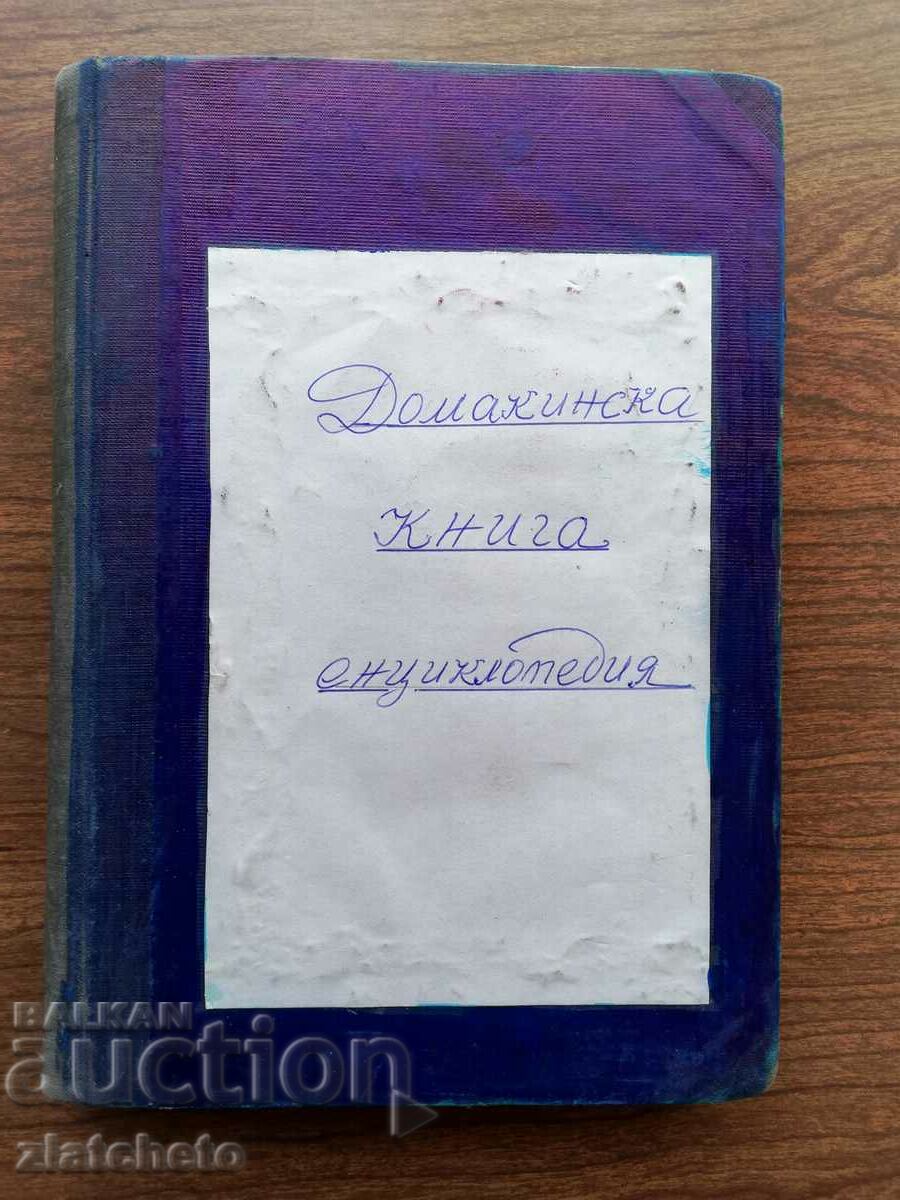 Домакинска
книга
енциклопедия
BALKAN
auction
zlatcheto